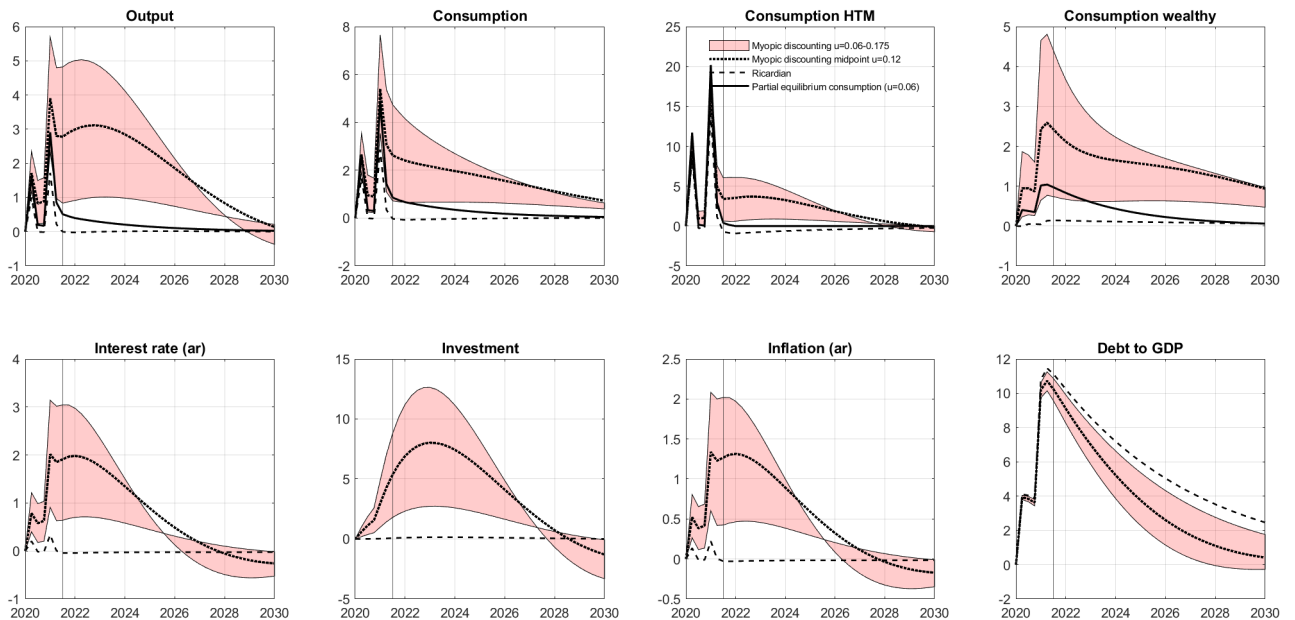 Output
6
5
4
3
2
1
0
-1
2020 2022 2024 2026 2028 2030
Consumption
8
6
4
2
0
-2
2020 2022 2024 2026 2028 2030
Consumption HTM
25
20
15
10
5
0
-5
2020 2022 2024 2026 2028 2030
Myopic discounting u=0.06-0.175
Myopic discounting midpoint u=0.12
Ricardian
Partial equilibrium consumption (u=0.06)
Consumption wealthy
5
4
3
2
1
0
-1
2020 2022 2024 2026 2028 2030
Interest rate (ar)
4
3
2
1
0
-1
2020 2022 2024 2026 2028 2030
Investment
15
10
5
0
-5
2020 2022 2024 2026 2028 2030
Inflation (ar)
2.5
2
1.5
1
0.5
0
-0.5
2020 2022 2024 2026 2028 2030
Debt to GDP
12
10
8
6
4
2
0
-2
2020 2022 2024 2026 2028 2030